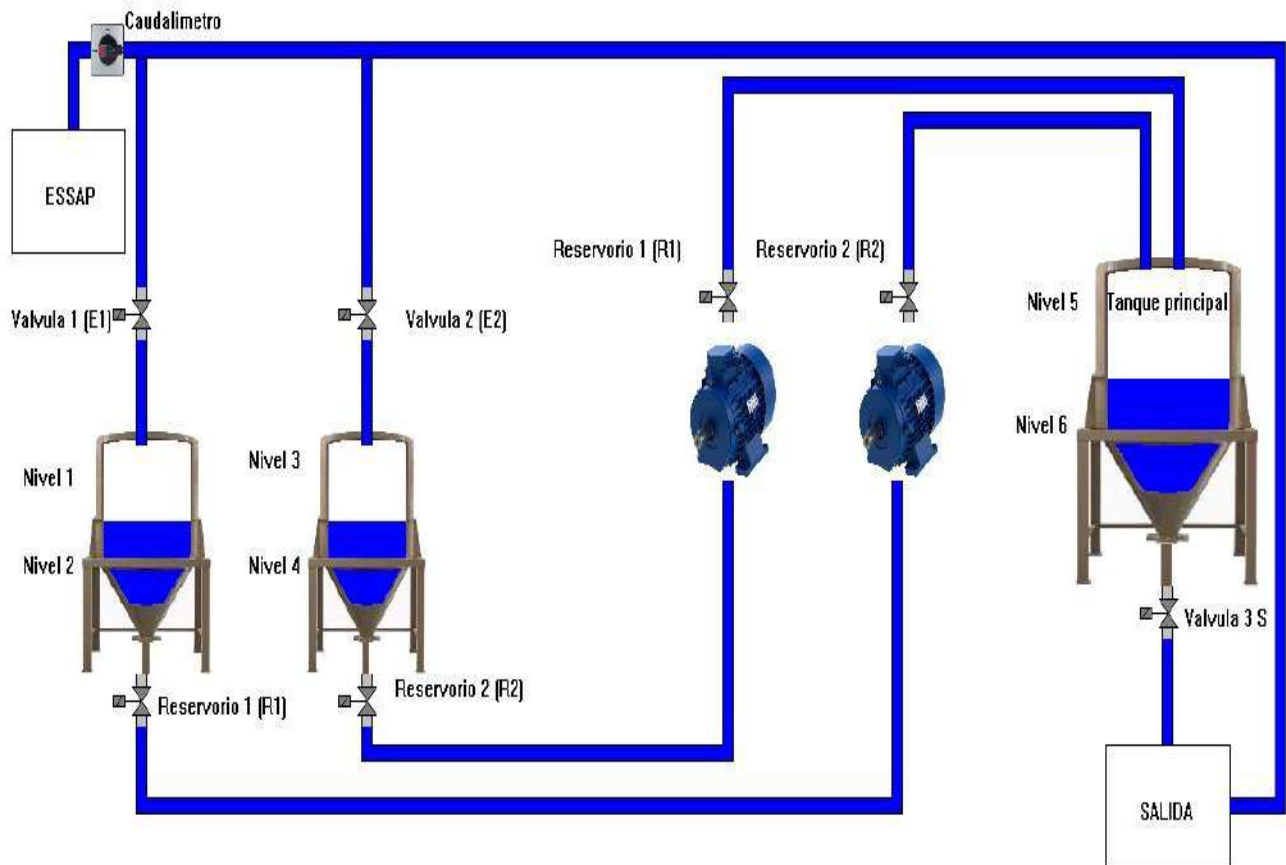 Caudalimetro
ESSAP
Valvula 1 (E1)
Valvula 2 (E2)
Reservorio 1 (R1)
Reservorio 2 (R2)
Nivel 5
Tanque principal
Nivel 6
Nivel 1
Nivel 3
Nivel 2
Nivel 4
Valvula 3 S
Reservorio 1 (R1)
Reservorio 2 (R2)
SALIDA